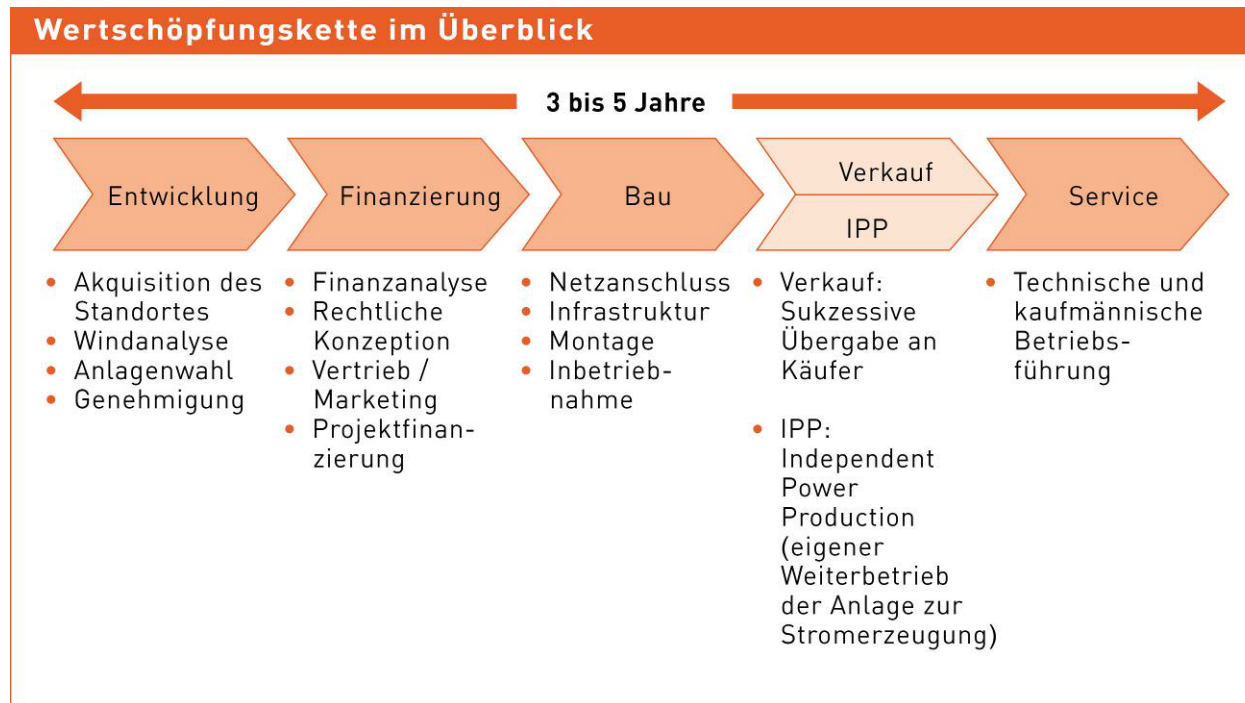 Wertschöpfungskette im Überblick
3 bis 5 Jahre
Entwicklung
Finanzierung
Bau
Verkauf
IPP
Service
• Akquisition des
Standortes
• Windanalyse
• Anlagenwahl
• Genehmigung
• Finanzanalyse
• Rechtliche
Konzeption
• Vertrieb /
Marketing
• Projektfinan-
zierung
• Netzanschluss
• Infrastruktur
• Montage
• Inbetrieb-
nahme
• Verkauf:
Sukzessive
Übergabe an
Käufer
• IPP:
Independent
Power
Production
(eigener
Weiterbetrieb
der Anlage zur
Stromerzeugung)
• Technische und
kaufmännische
Betriebs-
führung